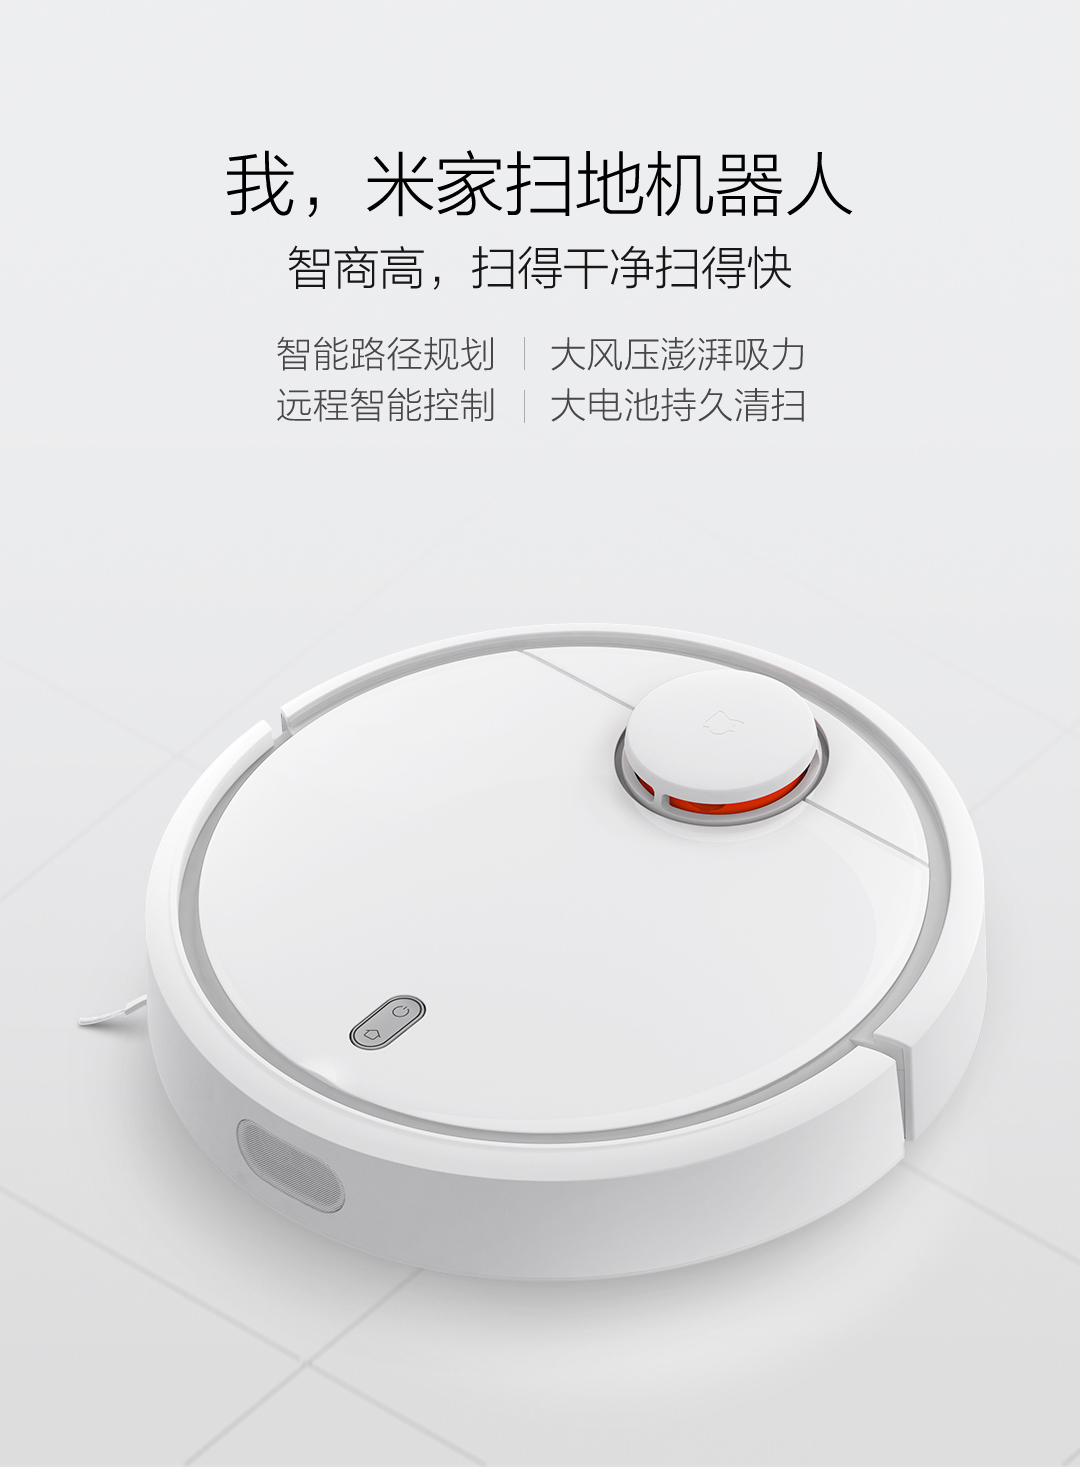 我，米家扫地机器人
智商高，扫得干净扫得快
智能路径规划 | 大风压澎湃吸力
远程智能控制 | 大电池持久清扫